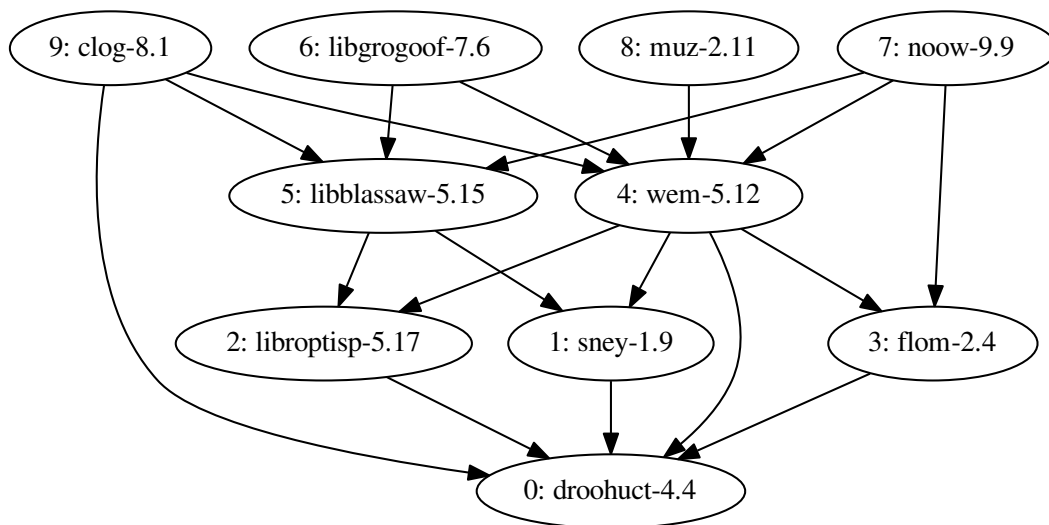 9: clog-8.1
6: libgrogoof-7.6
8: muz-2.11
7: noow-9.9
5: libblassaw-5.15
4: wem-5.12
2: libroptisp-5.17
1: sney-1.9
3: flom-2.4
0: droohuct-4.4